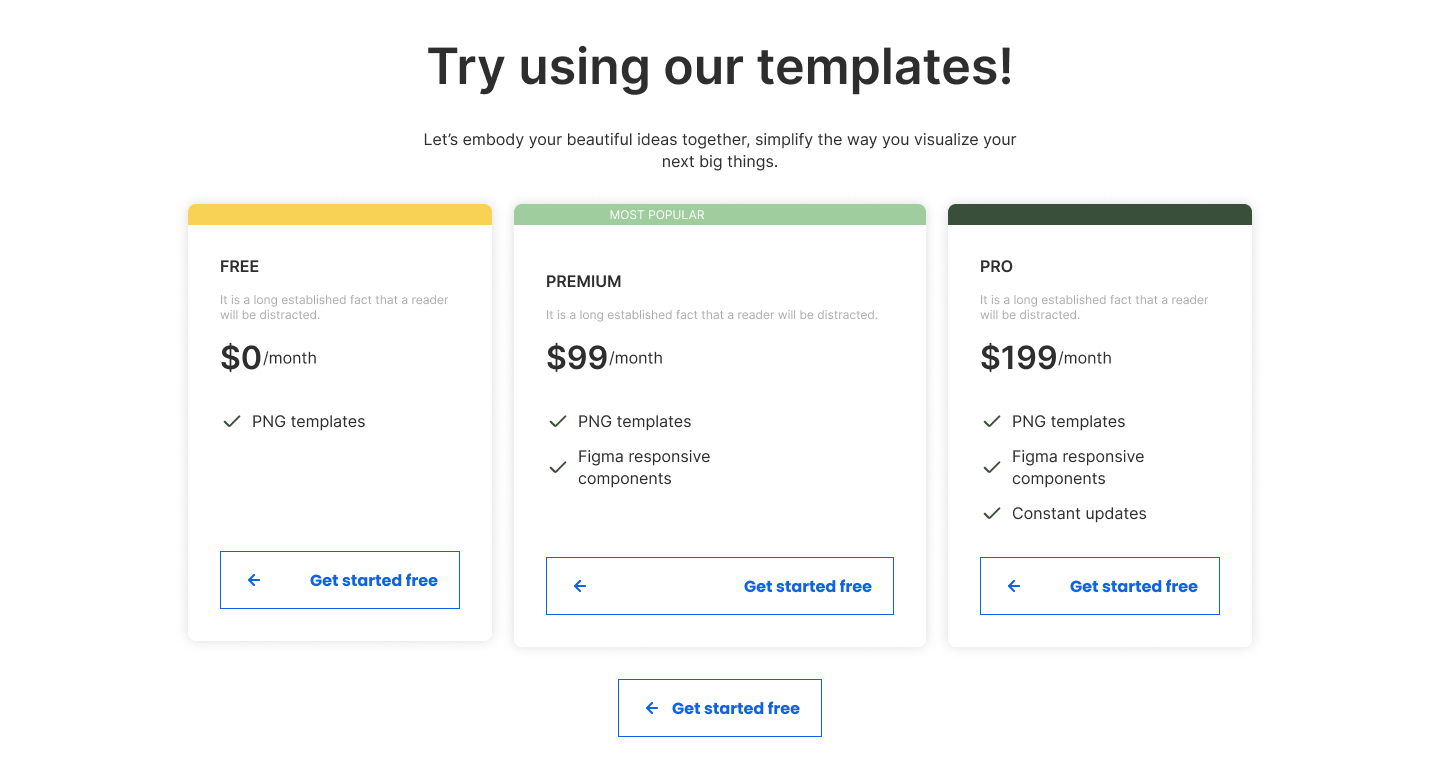 Try using our templates!
Let’s embody your beautiful ideas together, simplify the way you visualize your
next big things.
FREE
It is a long established fact that a reader
will be distracted.
$0/month
PNG templates
Get started free
MOST POPULAR
PREMIUM
It is a long established fact that a reader will be distracted.
$99/month
PNG templates
Figma responsive
components
Get started free
PRO
It is a long established fact that a reader
will be distracted.
$199/month
PNG templates
Figma responsive
components
Constant updates
Get started free
Get started free